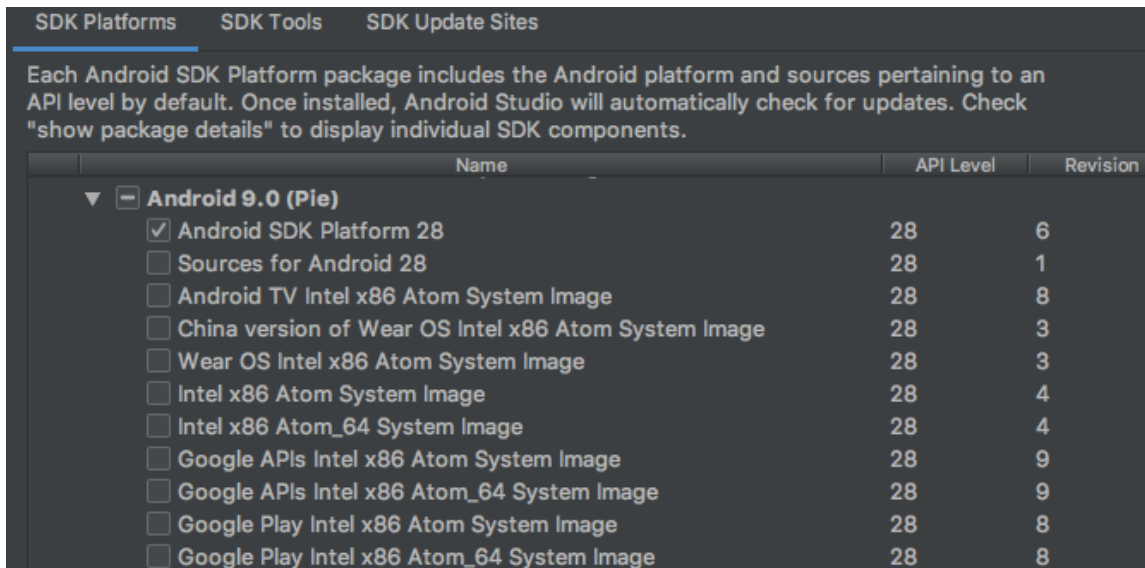 SDK Platforms SDK Tools SDK Update Sites
Each Android SDK Platform package includes the Android platform and sources pertaining to an
API level by default. Once installed, Android Studio will automatically check for updates. Check
"show package details" to display individual SDK components.
Name API Level Revision
Android 9.0 (Pie)
Android SDK Platform 28 28 6
Sources for Android 28 28 1
Android TV Intel x86 Atom System Image 28 8
China version of Wear OS Intel x86 Atom System Image 28 3
Wear OS Intel x86 Atom System Image 28 3
Intel x86 Atom System Image 28 4
Intel x86 Atom_64 System Image 28 4
Google APIs Intel x86 Atom System Image 28 9
Google APIs Intel x86 Atom_64 System Image 28 9
Google Play Intel x86 Atom System Image 28 8
Google Play Intel x86 Atom_64 System Image 28 8